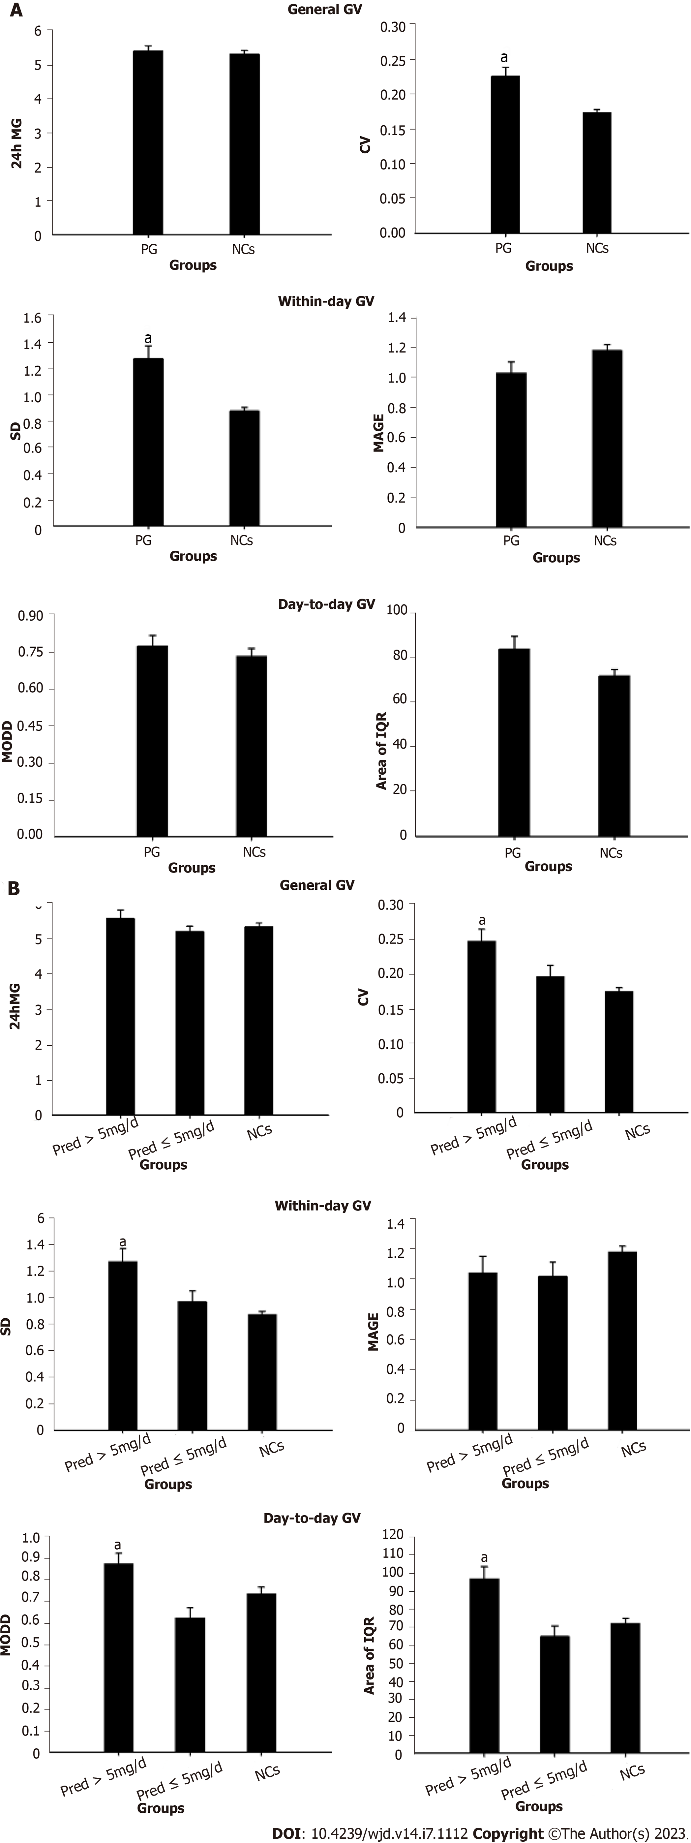 A
General GV
24h MG
6
5
4
3
2
1
0
PG
NCs
Groups
CV
0.30
0.25
0.20
0.15
0.10
0.05
0.00
a
PG
NCs
Groups
Within-day GV
SD
1.6
1.4
1.2
1.0
0.8
0.6
0.4
0.2
0
a
PG
NCs
Groups
MAGE
1.4
1.2
1.0
0.8
0.6
0.4
0.2
0
PG
NCs
Groups
Day-to-day GV
MODD
0.90
0.75
0.60
0.45
0.30
0.15
0.00
PG
NCs
Groups
Area of IQR
100
80
60
40
20
0
PG
NCs
Groups
B
General GV
24hMG
5
4
3
2
1
0
Pred > 5mg/d
Pred ≤ 5mg/d
NCs
Groups
CV
0.30
0.25
0.20
0.15
0.10
0.05
0
a
Pred > 5mg/d
Pred ≤ 5mg/d
NCs
Groups
Within-day GV
SD
6
1.4
1.2
1.0
0.8
0.6
0.4
0.2
0
a
Pred > 5mg/d
Pred ≤ 5mg/d
NCs
Groups
MAGE
1.4
1.2
1.0
0.8
0.6
0.4
0.2
0
Pred > 5mg/d
Pred ≤ 5mg/d
NCs
Groups
Day-to-day GV
MODD
1.0
0.9
0.8
0.7
0.6
0.5
0.4
0.3
0.2
0.1
0
a
Pred > 5mg/d
Pred ≤ 5mg/d
NCs
Groups
Area of IQR
120
110
100
90
80
70
60
50
40
30
20
10
0
a
Pred > 5mg/d
Pred ≤ 5mg/d
NCs
Groups
DOI: 10.4239/wjd.v14.i7.1112 Copyright ©The Author(s) 2023.